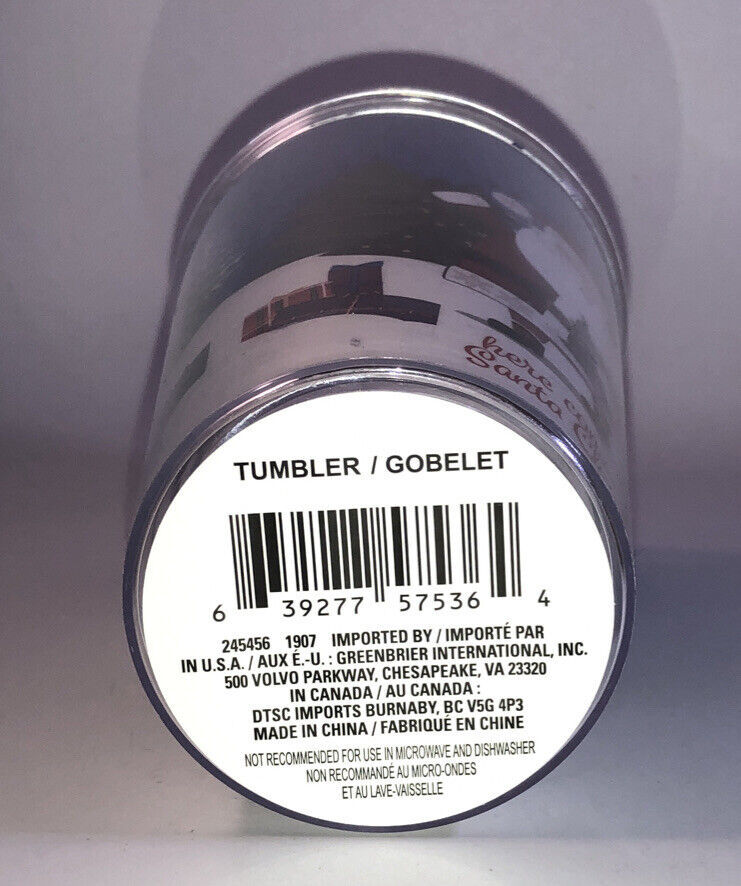 here
Santa
TUMBLER / GOBELET
6 39277 57536 4
245456 1907 IMPORTED BY / IMPORTÉ PAR
IN U.S.A. / AUX É.-U. : GREENBRIER INTERNATIONAL, INC.
500 VOLVO PARKWAY, CHESAPEAKE, VA 23320
IN CANADA / AU CANADA :
DTSC IMPORTS BURNABY, BC V5G 4P3
MADE IN CHINA / FABRIQUÉ EN CHINE
NOT RECOMMENDED FOR USE IN MICROWAVE AND DISHWASHER
NON RECOMMANDÉ AU MICRO-ONDES
ET AU LAVE-VAISSELLE